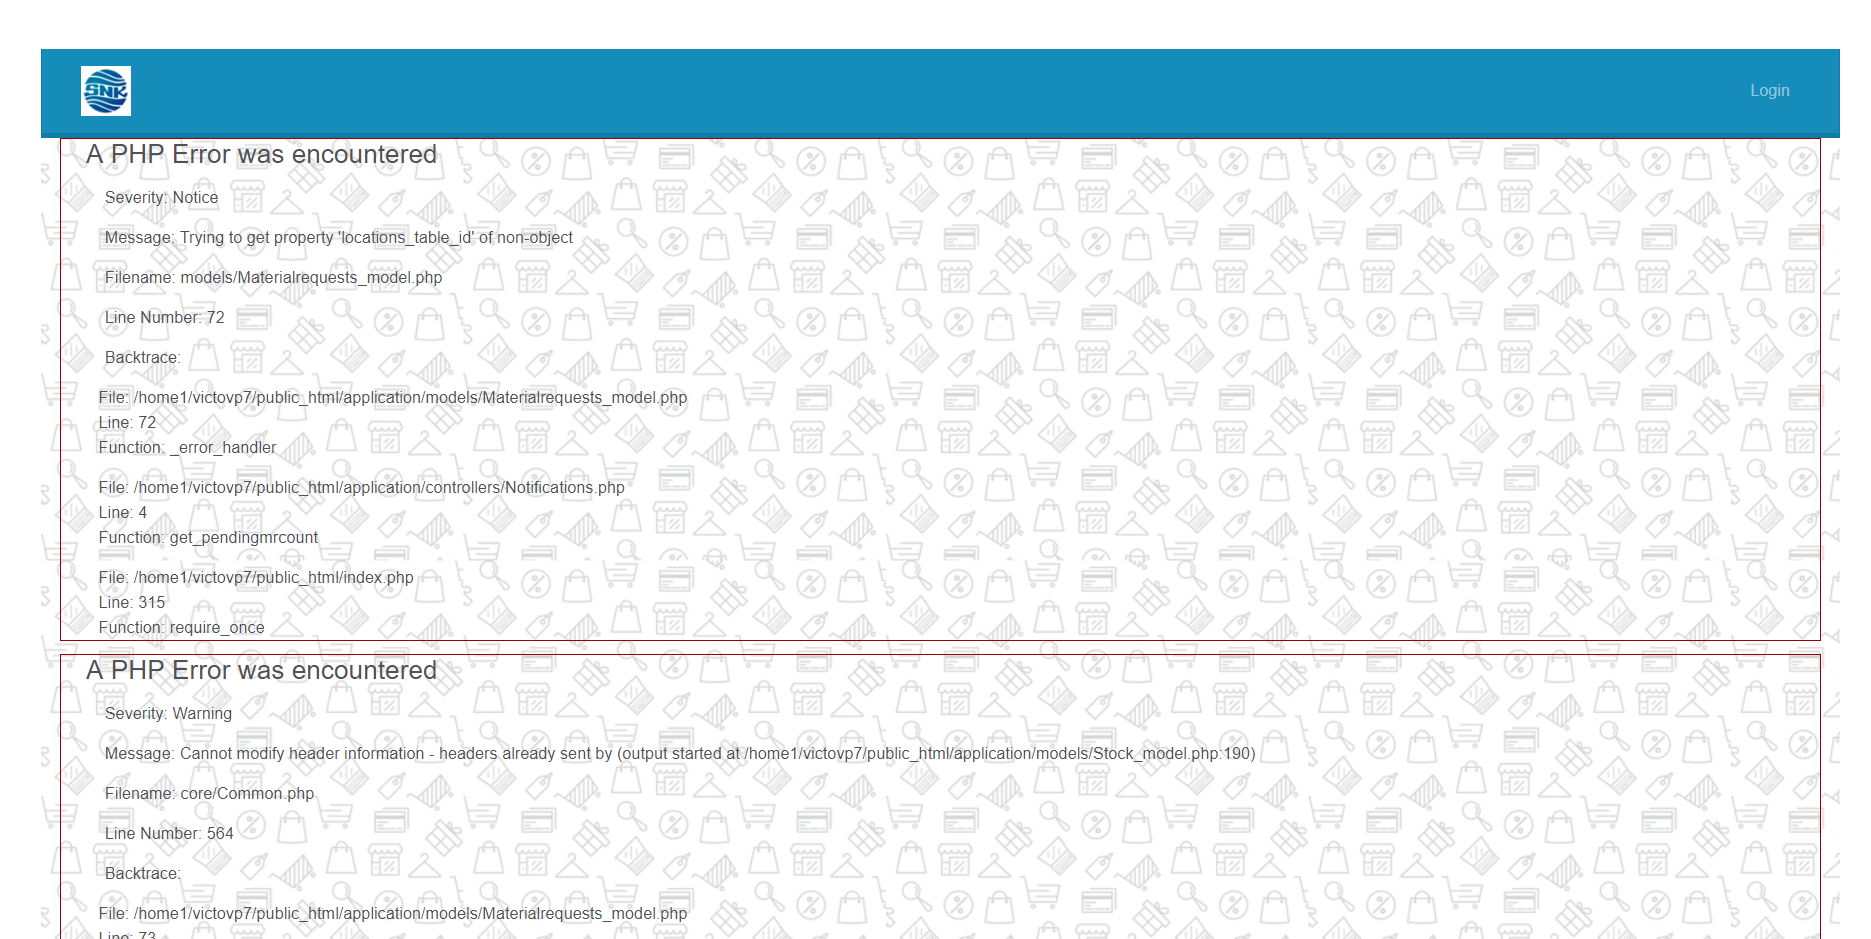 SNK
Login
A PHP Error was encountered
Severity: Notice
Message: Trying to get property 'locations_table_id' of non-object
Filename: models/Materialrequests_model.php
Line Number: 72
Backtrace:
File: /home1/victovp7/public_html/application/models/Materialrequests_model.php
Line: 72
Function: _error_handler
File: /home1/victovp7/public_html/application/controllers/Notifications.php
Line: 4
Function: get_pendingmrcount
File: /home1/victovp7/public_html/index.php
Line: 315
Function: require_once
A PHP Error was encountered
Severity: Warning
Message: Cannot modify header information - headers already sent by (output started at /home1/victovp7/public_html/application/models/Stock_model.php:190)
Filename: core/Common.php
Line Number: 564
Backtrace:
File: /home1/victovp7/public_html/application/models/Materialrequests_model.php
Line: 73